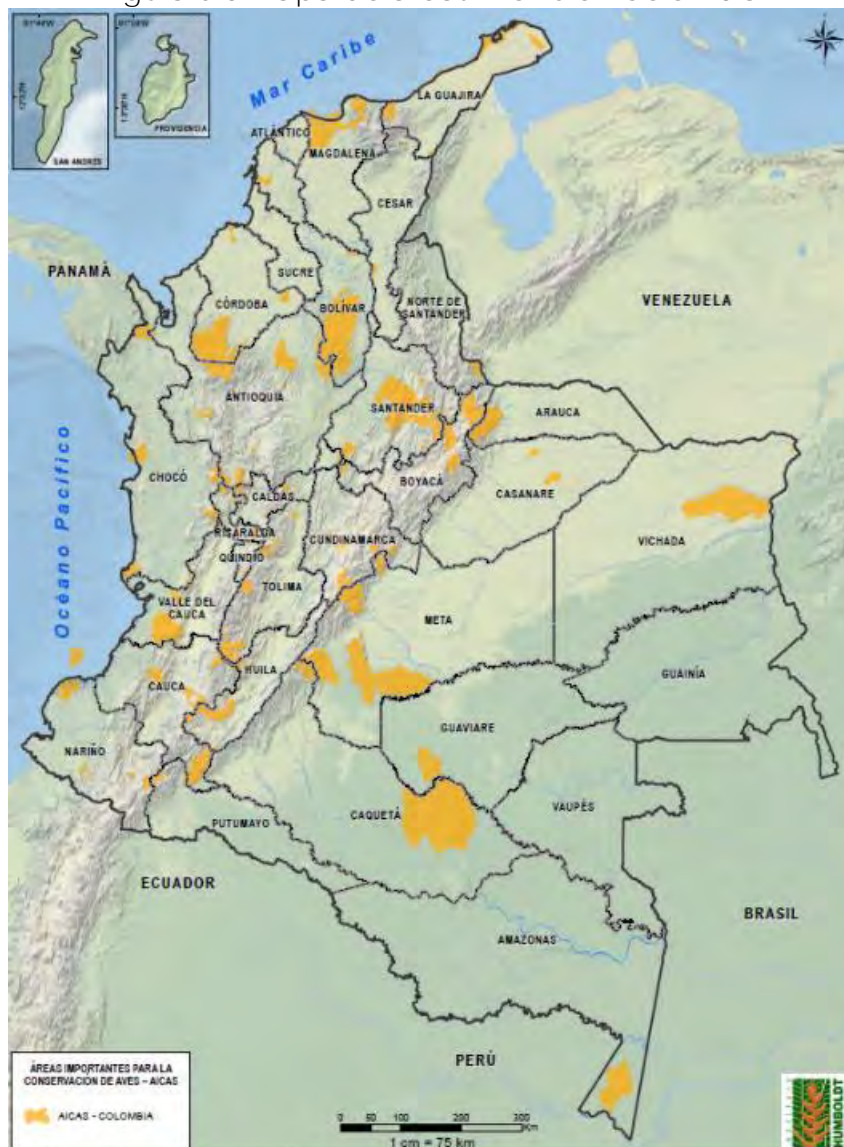 SAN ANDRÉS
PROVIDENCIA
Mar Caribe
LA GUAJIRA
ATLÁNTICO
MAGDALENA
CESAR
PANAMÁ
SUCRE
CÓRDOBA
BOLÍVAR
NORTE DE
SANTANDER
VENEZUELA
ANTIOQUIA
SANTANDER
ARAUCA
Océano Pacífico
CHOCÓ
BOYACÁ
CASANARE
CALDAS
VICHADA
RISARALDA
CUNDINAMARCA
QUINDÍO
TOLIMA
VALLE DEL
CAUCA
META
HUILA
GUAINÍA
CAUCA
GUAVIARE
NARIÑO
VAUPÉS
CAQUETÁ
PUTUMAYO
ECUADOR
BRASIL
AMAZONAS
PERÚ
ÁREAS IMPORTANTES PARA LA
CONSERVACIÓN DE AVES – AICAS
AICAS - COLOMBIA
0 50 100 200 300
Km
1 cm = 75 km
HUMBOLDT